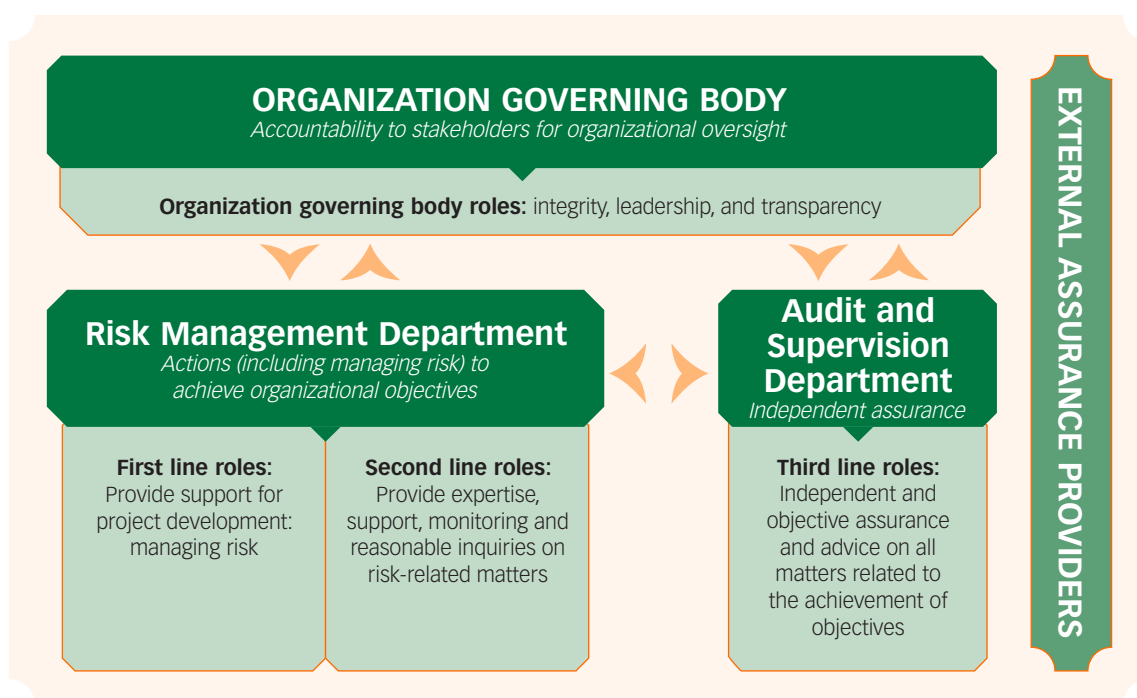 ORGANIZATION GOVERNING BODY
Accountability to stakeholders for organizational oversight
Organization governing body roles: integrity, leadership, and transparency
Risk Management Department
Actions (including managing risk) to
achieve organizational objectives
First line roles:
Provide support for
project development:
managing risk
Second line roles:
Provide expertise,
support, monitoring and
reasonable inquiries on
risk-related matters
Audit and
Supervision
Department
Independent assurance
Third line roles:
Independent and
objective assurance
and advice on all
matters related to
the achievement of
objectives
EXTERNAL ASSURANCE PROVIDERS